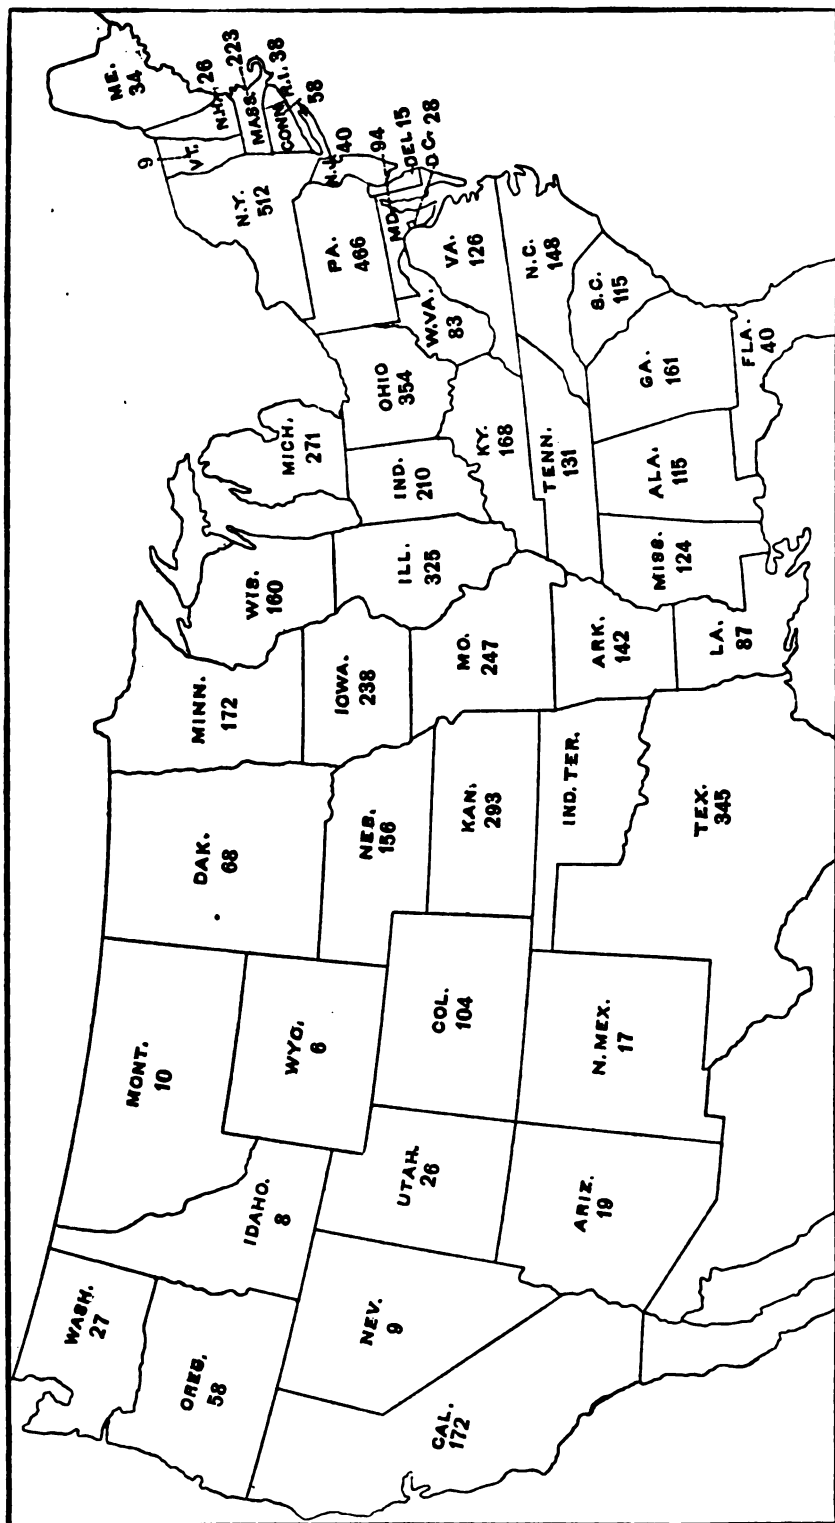 WASH.
27
OREG.
58
CAL.
172
NEV.
9
IDAHO.
8
MONT.
10
WYO.
6
UTAH.
26
ARIZ.
19
COL.
104
N.MEX.
17
DAK.
68
NEB.
156
KAN.
293
IND. TER.
TEX.
345
MINN.
172
IOWA.
238
MO.
247
ARK.
142
LA.
87
WIS.
160
ILL.
325
MISS.
124
MICH.
271
IND.
210
OHIO
354
KY.
168
TENN.
131
ALA.
115
GA.
161
FLA.
40
S.C.
115
N.C.
148
VA.
126
W.VA.
83
PA.
466
N.Y.
512
9
VT.
ME.
34
N.H.
26
MASS.
223
R.I. 38
CONN.
58
N.J.
40
MD.
94
DEL 15
D.C. 28